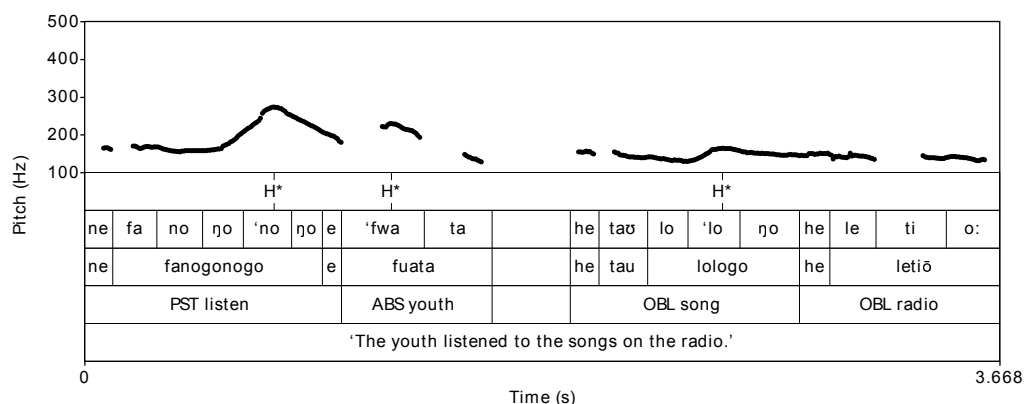 500
400
300
200
100
Pitch (Hz)
H* H* H*
ne fa no ŋo ‘no ŋo e ‘fwa ta he taʊ lo ‘lo ŋo he le ti o:
ne fanogonogo e fuata he tau lologo he letiō
PST listen ABS youth OBL song OBL radio
‘The youth listened to the songs on the radio.’
0 3.668
Time (s)